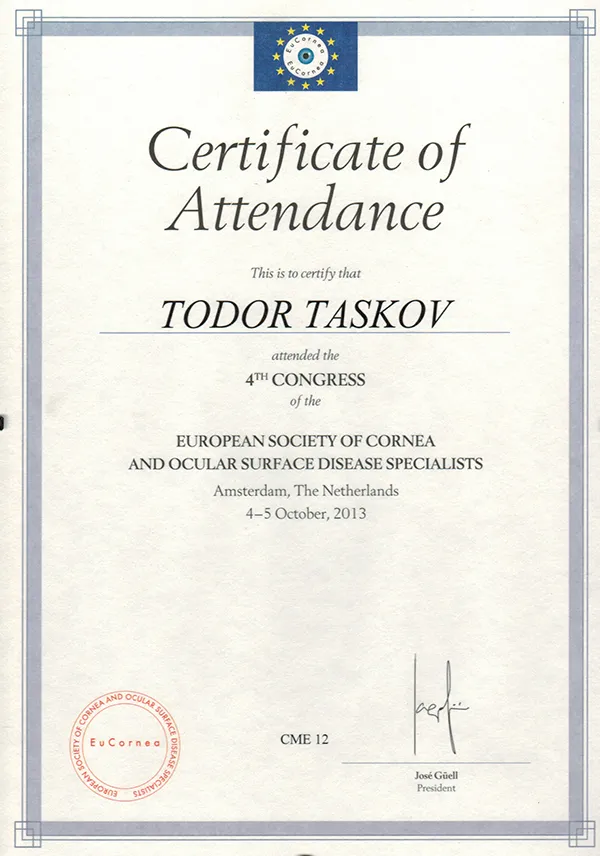 EuCornea
EuCornea
Certificate of
Attendance
This is to certify that
TODOR TASKOV
attended the
4TH CONGRESS
of the
EUROPEAN SOCIETY OF CORNEA
AND OCULAR SURFACE DISEASE SPECIALISTS
Amsterdam, The Netherlands
4–5 October, 2013
EUROPEAN SOCIETY OF CORNEA AND OCULAR SURFACE DISEASE SPECIALISTS
EuCornea
CME 12
José Güell
President